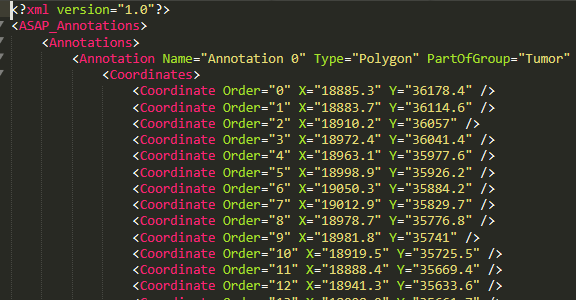 <?xml version="1.0"?>
<ASAP_Annotations>
<Annotations>
<Annotation Name="Annotation 0" Type="Polygon" PartOfGroup="Tumor"
<Coordinates>
<Coordinate Order="0" X="18885.3" Y="36178.4" />
<Coordinate Order="1" X="18883.7" Y="36114.6" />
<Coordinate Order="2" X="18910.2" Y="36057" />
<Coordinate Order="3" X="18972.4" Y="36041.4" />
<Coordinate Order="4" X="18963.1" Y="35977.6" />
<Coordinate Order="5" X="18998.9" Y="35926.2" />
<Coordinate Order="6" X="19050.3" Y="35884.2" />
<Coordinate Order="7" X="19012.9" Y="35829.7" />
<Coordinate Order="8" X="18978.7" Y="35776.8" />
<Coordinate Order="9" X="18981.8" Y="35741" />
<Coordinate Order="10" X="18919.5" Y="35725.5" />
<Coordinate Order="11" X="18888.4" Y="35669.4" />
<Coordinate Order="12" X="18941.3" Y="35633.6" />